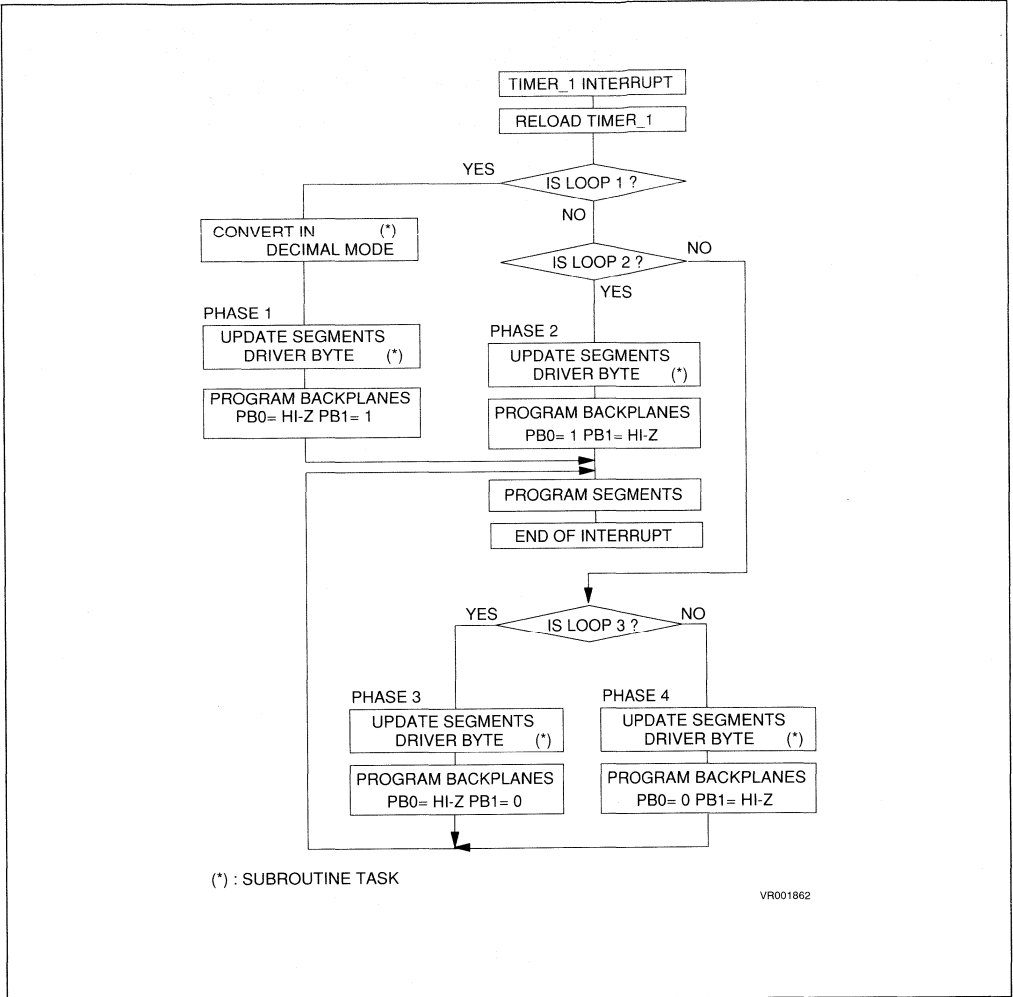 TIMER_1 INTERRUPT
RELOAD TIMER_1
YES
IS LOOP 1 ?
NO
CONVERT IN (*)
DECIMAL MODE
NO
IS LOOP 2 ?
YES
PHASE 1
UPDATE SEGMENTS
DRIVER BYTE (*)
PROGRAM BACKPLANES
PB0= HI-Z PB1= 1
PHASE 2
UPDATE SEGMENTS
DRIVER BYTE (*)
PROGRAM BACKPLANES
PB0= 1 PB1= HI-Z
PROGRAM SEGMENTS
END OF INTERRUPT
YES
IS LOOP 3 ?
NO
PHASE 3
UPDATE SEGMENTS
DRIVER BYTE (*)
PROGRAM BACKPLANES
PB0= HI-Z PB1= 0
PHASE 4
UPDATE SEGMENTS
DRIVER BYTE (*)
PROGRAM BACKPLANES
PB0= 0 PB1= HI-Z
(*) : SUBROUTINE TASK
VR001862